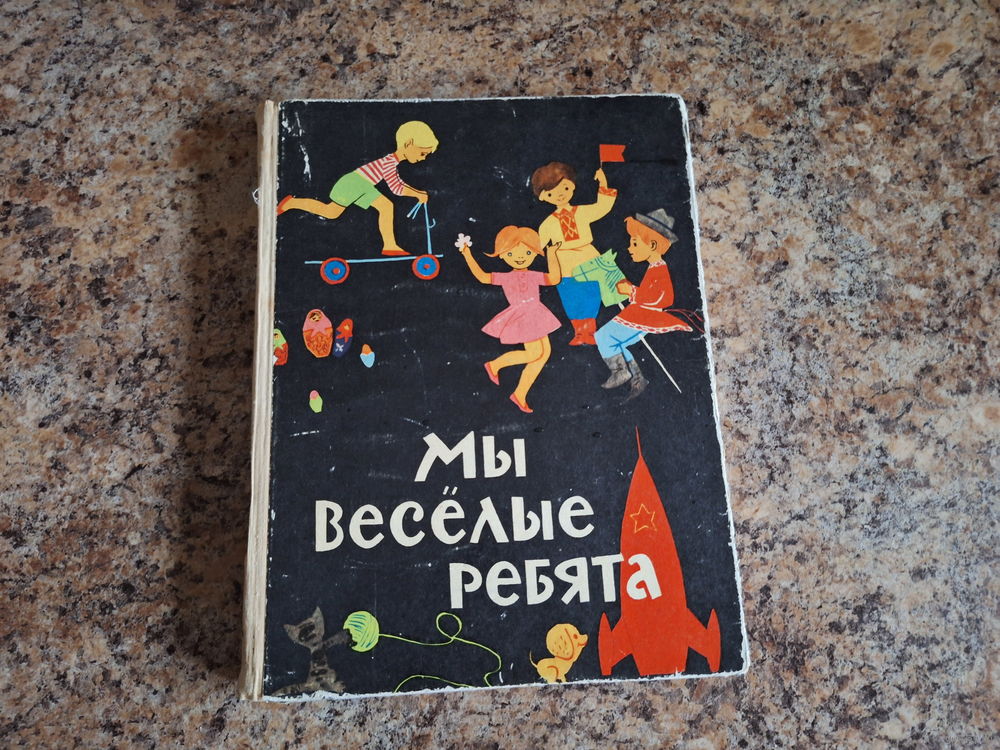 Мы
весёлые
ребята